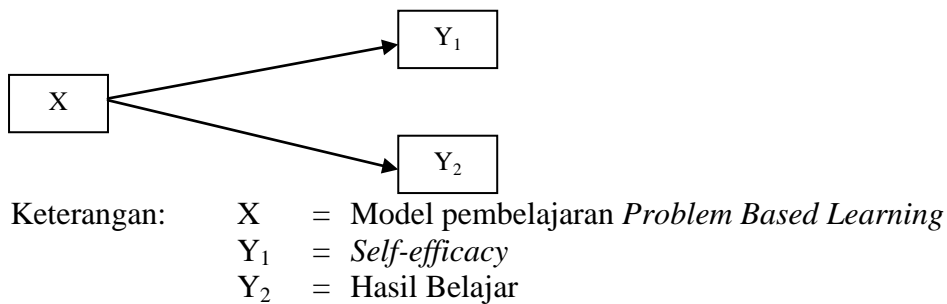 Y₁
X
Y₂
Keterangan: X = Model pembelajaran Problem Based Learning
Y₁ = Self-efficacy
Y₂ = Hasil Belajar